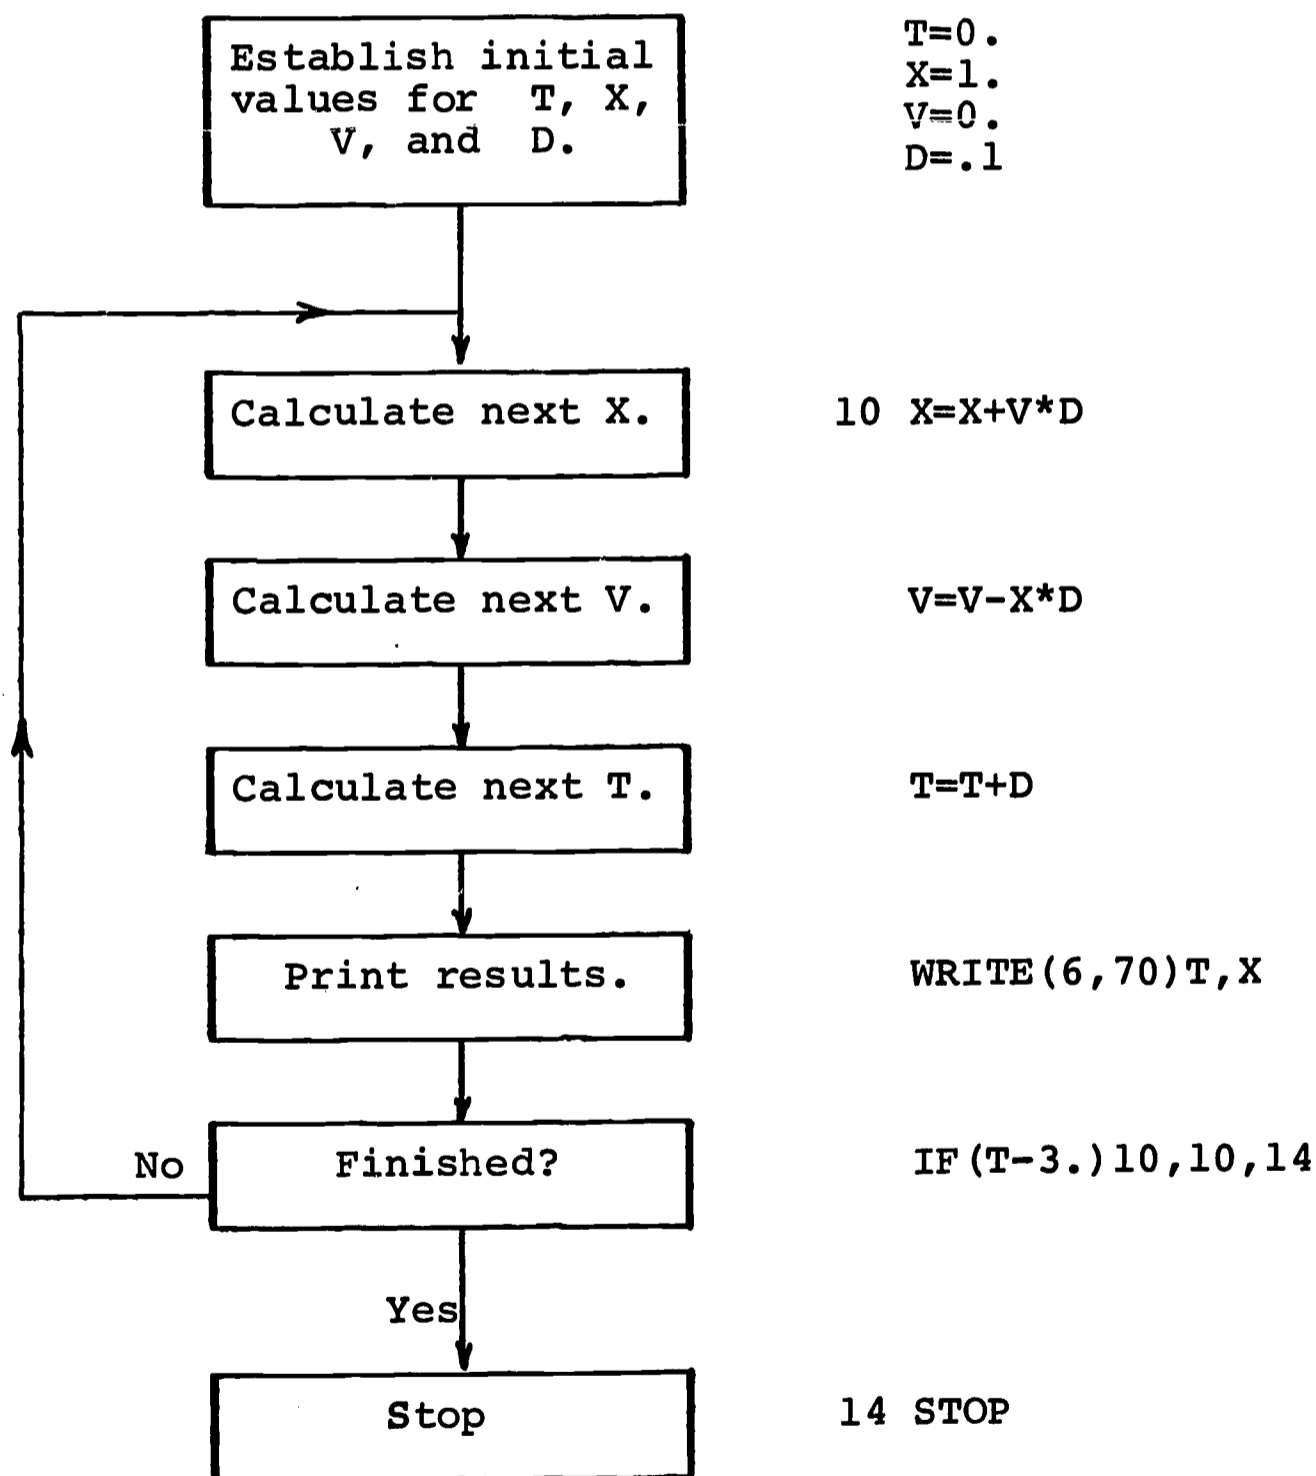 Establish initial
values for T, X,
V, and D.
T=0.
X=1.
V=0.
D=.1
Calculate next X.
10 X=X+V*D
Calculate next V.
V=V-X*D
Calculate next T.
T=T+D
Print results.
WRITE(6,70)T,X
No
Finished?
IF(T-3.)10,10,14
Yes
Stop
14 STOP